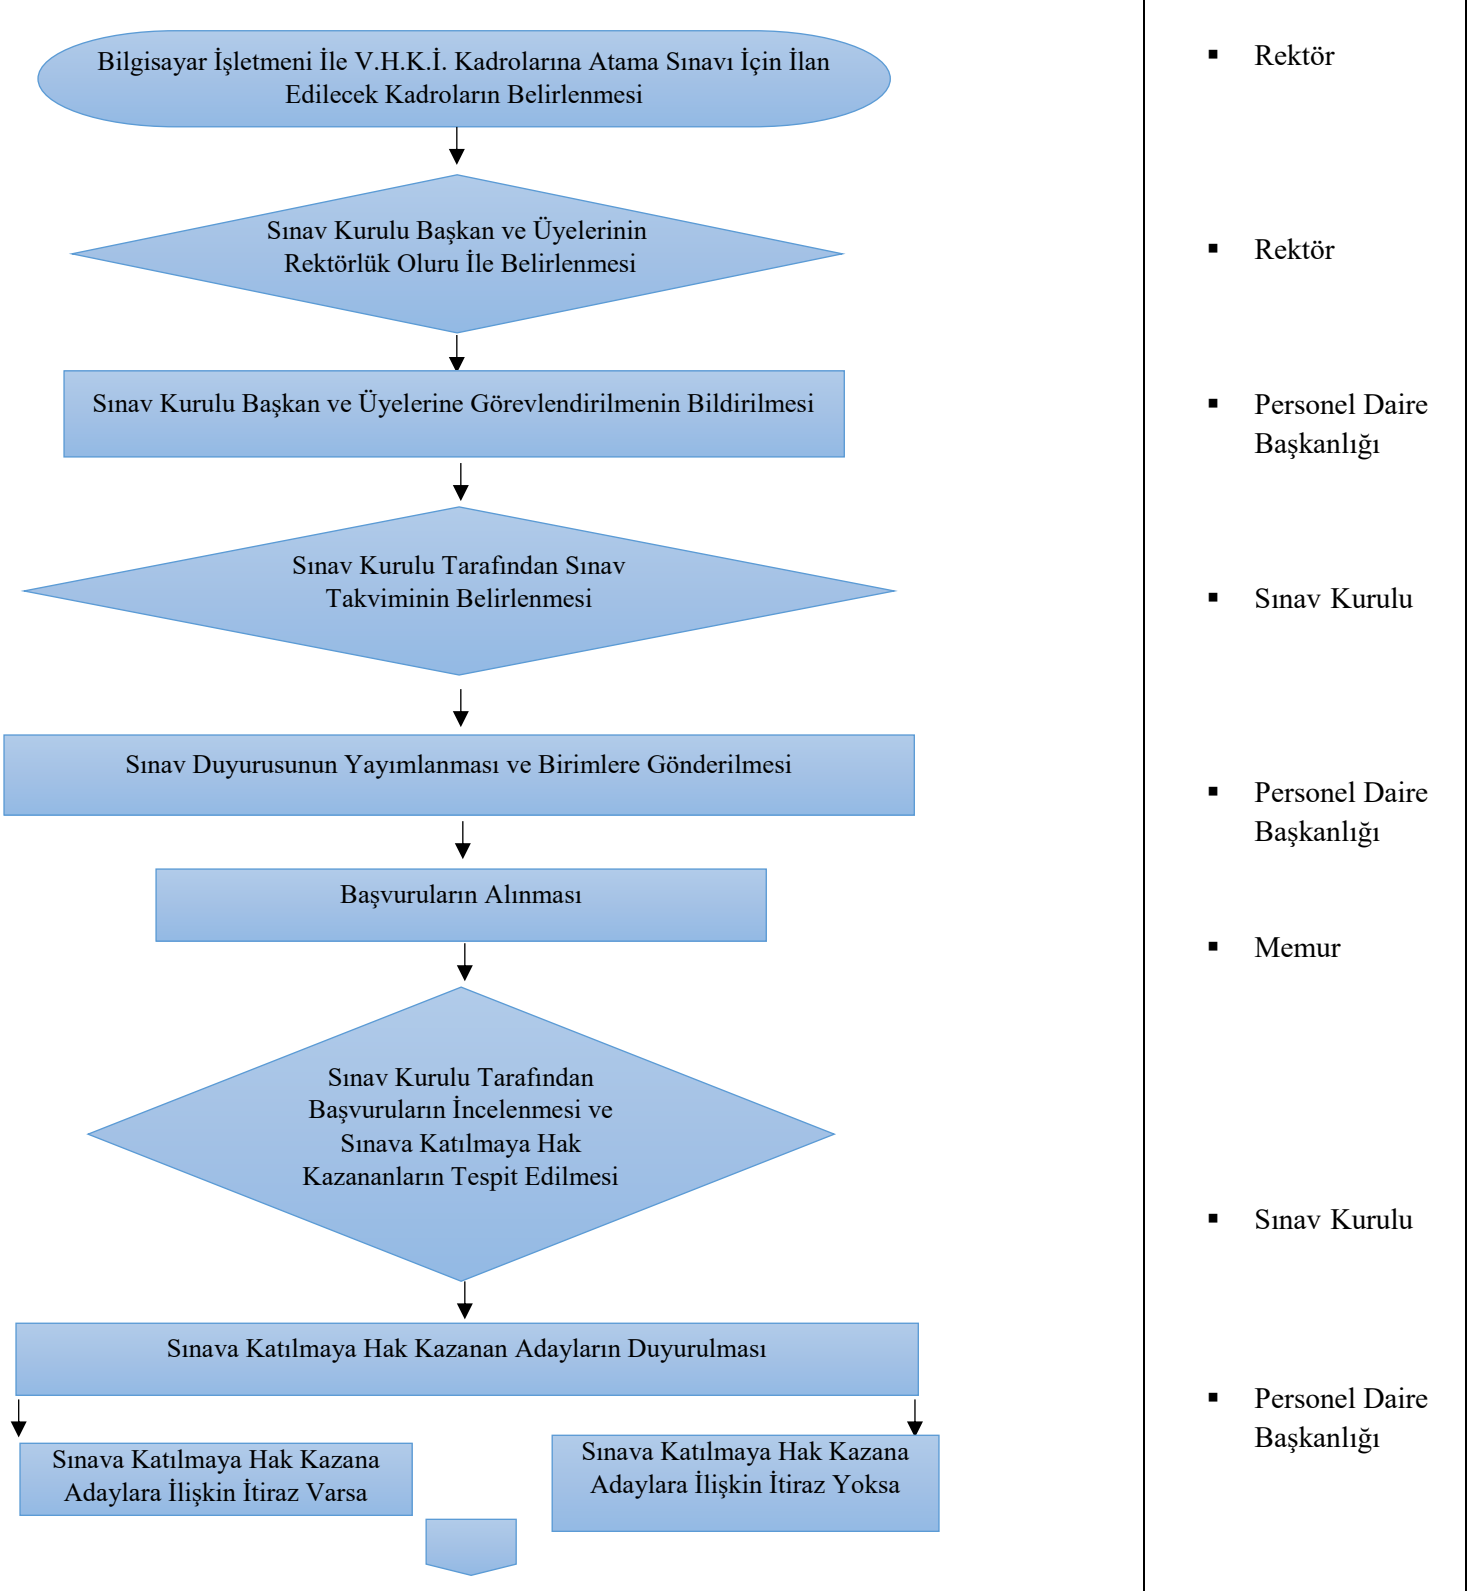 Bilgisayar İşletmeni İle V.H.K.İ. Kadrolarına Atama Sınavı İçin İlan
Edilecek Kadroların Belirlenmesi
▪ Rektör
Sınav Kurulu Başkan ve Üyelerinin
Rektörlük Oluru İle Belirlenmesi
▪ Rektör
Sınav Kurulu Başkan ve Üyelerine Görevlendirilmenin Bildirilmesi
▪ Personel Daire
Başkanlığı
Sınav Kurulu Tarafından Sınav
Takviminin Belirlenmesi
▪ Sınav Kurulu
Sınav Duyurusunun Yayımlanması ve Birimlere Gönderilmesi
▪ Personel Daire
Başkanlığı
Başvuruların Alınması
▪ Memur
Sınav Kurulu Tarafından
Başvuruların İncelenmesi ve
Sınava Katılmaya Hak
Kazananların Tespit Edilmesi
▪ Sınav Kurulu
Sınava Katılmaya Hak Kazanan Adayların Duyurulması
▪ Personel Daire
Başkanlığı
Sınava Katılmaya Hak Kazana
Adaylara İlişkin İtiraz Varsa
Sınava Katılmaya Hak Kazana
Adaylara İlişkin İtiraz Yoksa